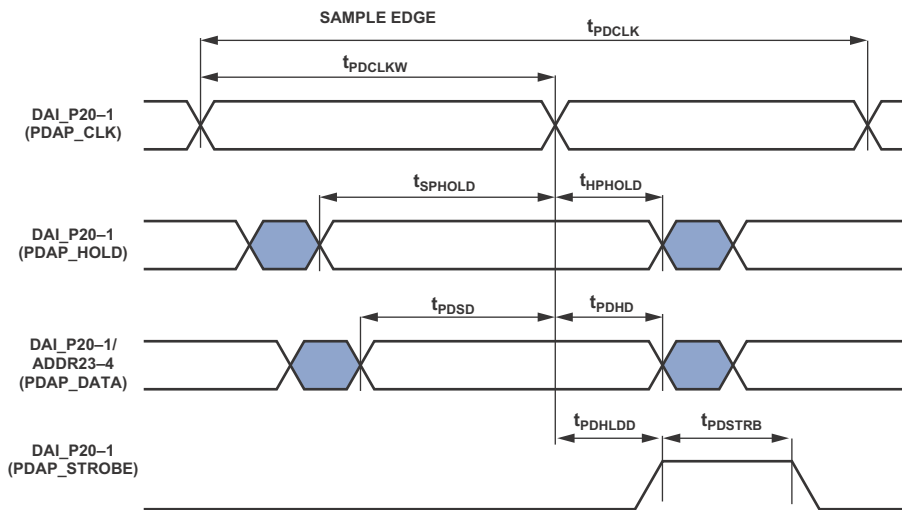 SAMPLE EDGE
tPDCLK
tPDCLKW
DAI_P20–1
(PDAP_CLK)
tSPHOLD
tHPHOLD
DAI_P20–1
(PDAP_HOLD)
tPDSD
tPDHD
DAI_P20–1/
ADDR23–4
(PDAP_DATA)
tPDHLDD
tPDSTRB
DAI_P20–1
(PDAP_STROBE)